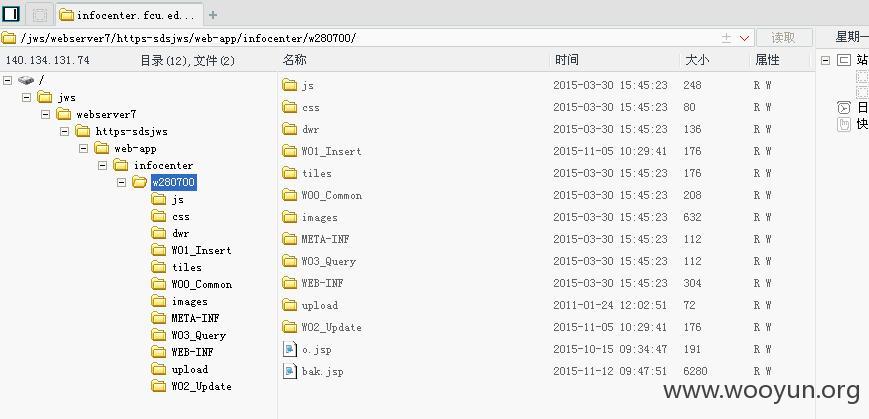 infocenter.fcu.ed...
/jws/webserver7/https-sdsjws/web-app/infocenter/w280700/
读取
星期一
140.134.131.74
目录(12),文件(2)
名称
时间
大小
属性
站
/
jws
webserver7
https-sdsjws
web-app
infocenter
w280700
js
css
dwr
W01_Insert
tiles
W00_Common
images
META-INF
W03_Query
WEB-INF
upload
W02_Update
js 2015-03-30 15:45:23 248 R W
css 2015-03-30 15:45:23 80 R W
dwr 2015-03-30 15:45:23 136 R W
W01_Insert 2015-11-05 10:29:41 176 R W
tiles 2015-03-30 15:45:23 176 R W
W00_Common 2015-03-30 15:45:23 208 R W
images 2015-03-30 15:45:23 632 R W
META-INF 2015-03-30 15:45:23 112 R W
W03_Query 2015-03-30 15:45:23 112 R W
WEB-INF 2015-03-30 15:45:23 304 R W
upload 2011-01-24 12:02:51 72 R W
W02_Update 2015-11-05 10:29:41 176 R W
o.jsp 2015-10-15 09:34:47 191 R W
bak.jsp 2015-11-12 09:47:51 6280 R W
日
快
www.wooyun.org